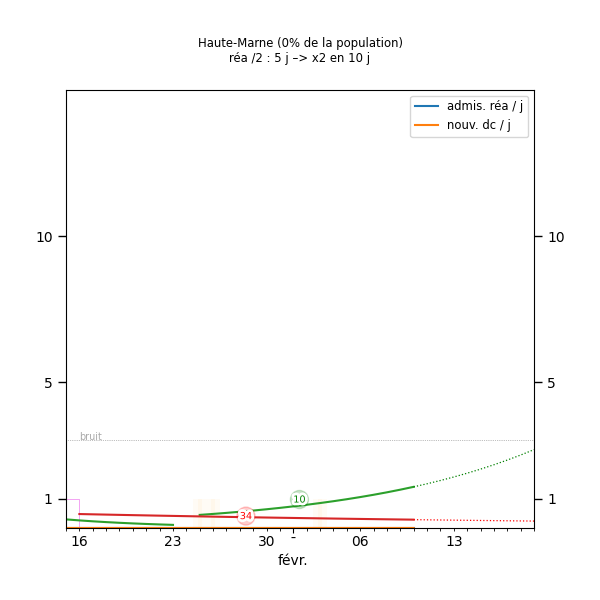 Haute-Marne (0% de la population)
réa /2 : 5 j –> x2 en 10 j
admis. réa / j
nouv. dc / j
10
10
5
5
bruit
1
10
1
34
16
23
30
-
06
13
févr.